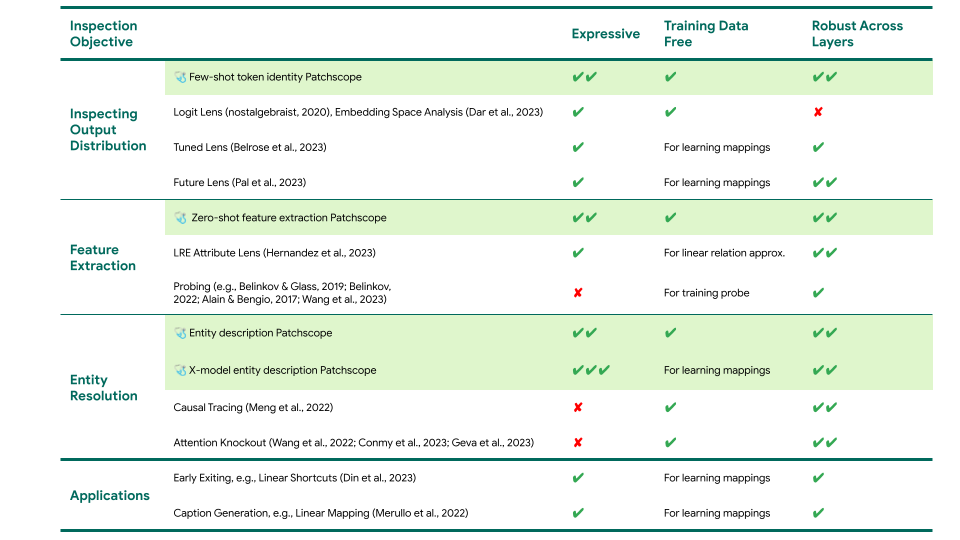 Inspection Objective | | Expressive | Training Data Free | Robust Across Layers
Inspecting Output Distribution
🩺 Few-shot token identity Patchscope | ✔✔ | ✔ | ✔✔
Logit Lens (nostalgebraist, 2020), Embedding Space Analysis (Dar et al., 2023) | ✔ | ✔ | ✘
Tuned Lens (Belrose et al., 2023) | ✔ | For learning mappings | ✔
Future Lens (Pal et al., 2023) | ✔ | For learning mappings | ✔✔
Feature Extraction
🩺 Zero-shot feature extraction Patchscope | ✔✔ | ✔ | ✔✔
LRE Attribute Lens (Hernandez et al., 2023) | ✔ | For linear relation approx. | ✔✔
Probing (e.g., Belinkov & Glass, 2019; Belinkov,
2022; Alain & Bengio, 2017; Wang et al., 2023) | ✘ | For training probe | ✔
Entity Resolution
🩺 Entity description Patchscope | ✔✔ | ✔ | ✔✔
🩺 X-model entity description Patchscope | ✔✔✔ | For learning mappings | ✔✔
Causal Tracing (Meng et al., 2022) | ✘ | ✔ | ✔✔
Attention Knockout (Wang et al., 2022; Conmy et al., 2023; Geva et al., 2023) | ✘ | ✔ | ✔✔
Applications
Early Exiting, e.g., Linear Shortcuts (Din et al., 2023) | ✔ | For learning mappings | ✔
Caption Generation, e.g., Linear Mapping (Merullo et al., 2022) | ✔ | For learning mappings | ✔